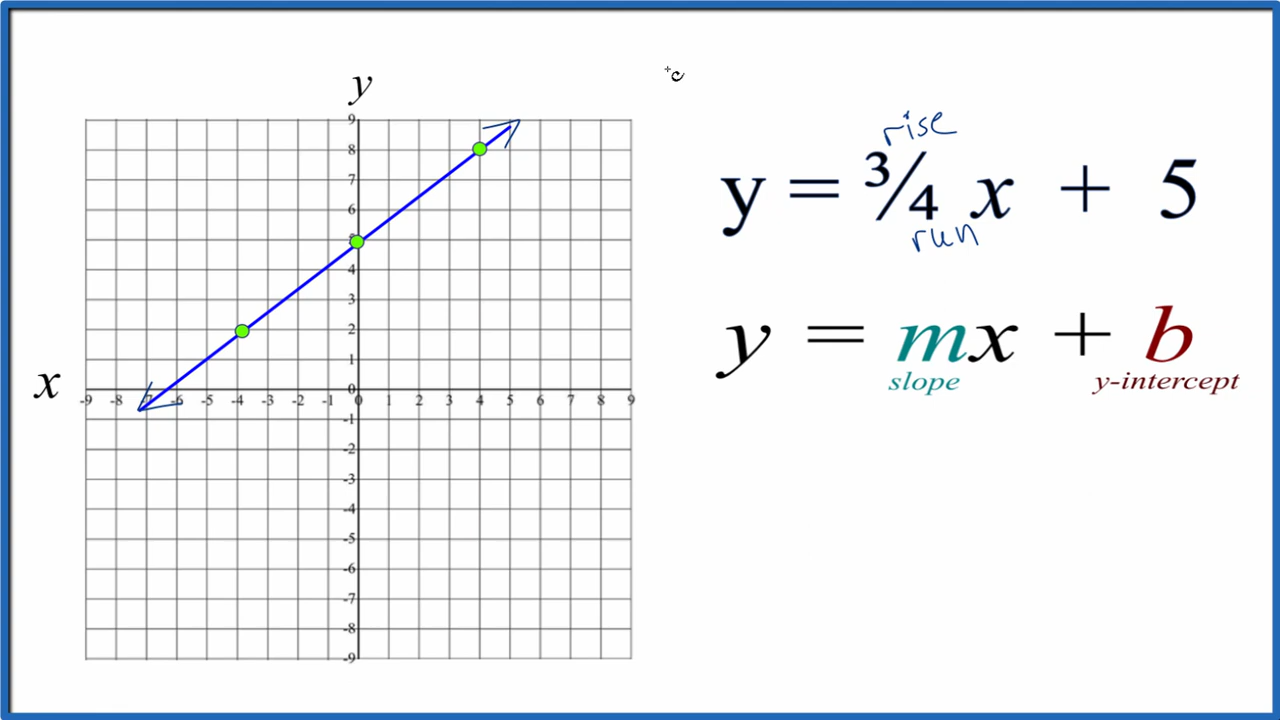 y
9
8
7
6
5
4
3
2
1
0
x
-9 -8 -7 -6 -5 -4 -3 -2 -1 0 1 2 3 4 5 6 7 8 9
-1
-2
-3
-4
-5
-6
-7
-8
-9
rise
y = ¾ x + 5
run
y = mx + b
slope y-intercept